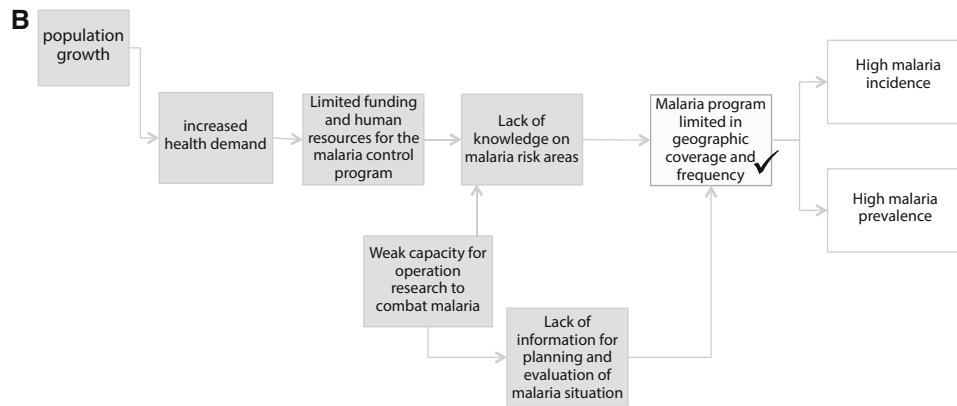 B
population
growth
increased
health demand
Limited funding
and human
resources for the
malaria control
program
Lack of
knowledge on
malaria risk areas
Malaria program
limited in
geographic
coverage and
frequency
High malaria
incidence
High malaria
prevalence
Weak capacity for
operation
research to
combat malaria
Lack of
information for
planning and
evaluation of
malaria situation